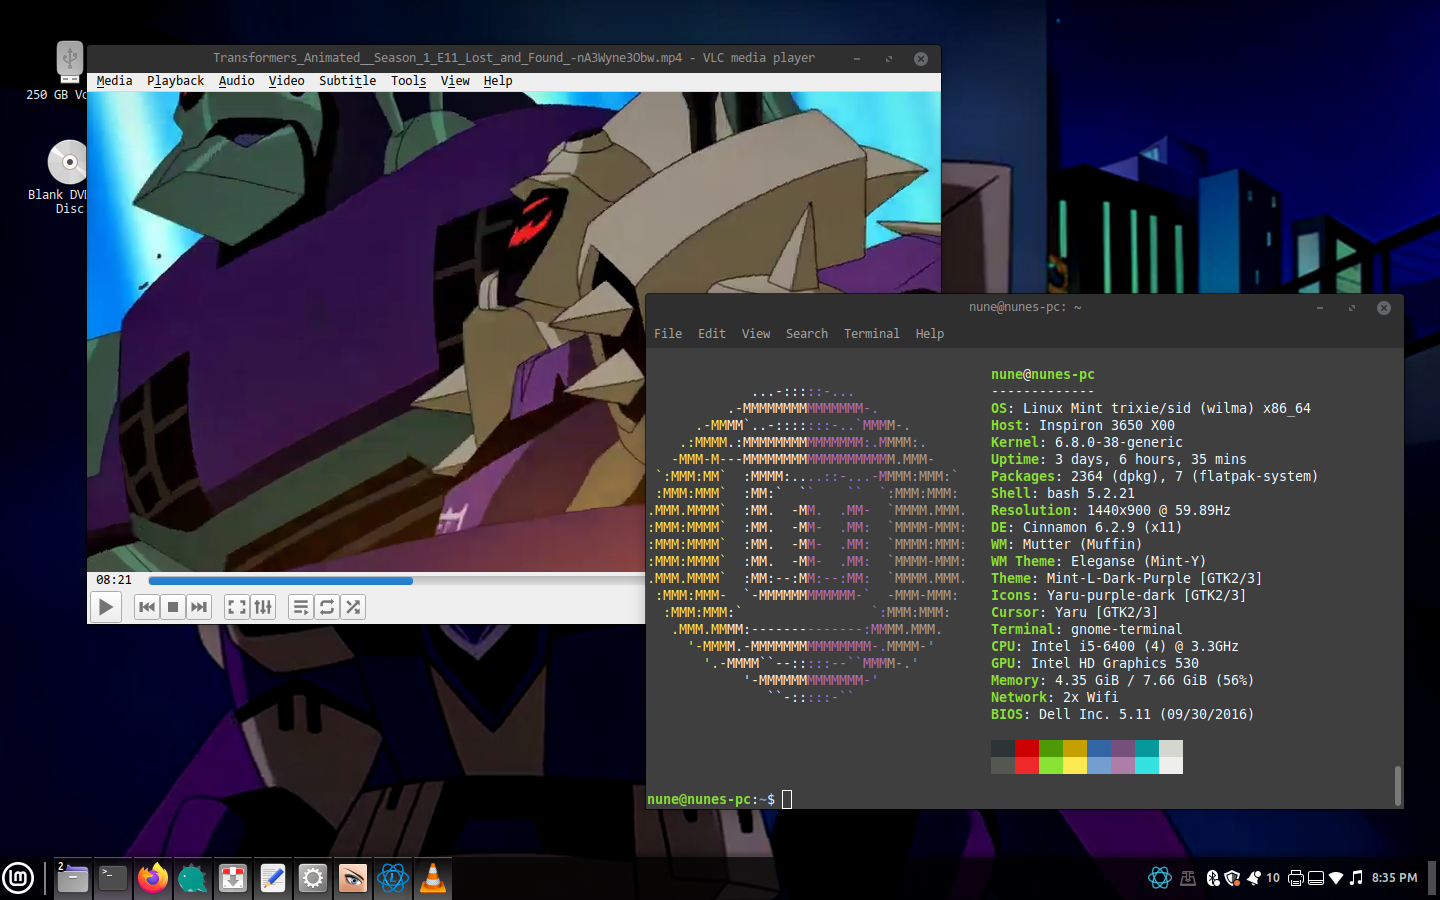 250 GB Vo
Blank DVD
Disc
Transformers_Animated__Season_1_E11_Lost_and_Found_-nA3Wyne3Obw.mp4 - VLC media player
Media Playback Audio Video Subtitle Tools View Help
08:21
nune@nunes-pc: ~
File Edit View Search Terminal Help
...-:::::-...
.-MMMMMMMMMMMMMMM-.
.-MMMM`..-:::::::-..`MMMM-.
.:MMMM.:MMMMMMMMMMMMMMM:.MMMM:.
-MMM-M---MMMMMMMMMMMMMMMMMMM.MMM-
`:MMM:MM`  :MMMM:....::-...-MMMM:MMM:`
:MMM:MMM`  :MM:`  ``    ``  `:MMM:MMM:
.MMM.MMMM`  :MM.  -MM.  .MM-  `MMMM.MMM.
:MMM:MMMM`  :MM.  -MM-  .MM:  `MMMM-MMM:
:MMM:MMMM`  :MM.  -MM-  .MM:  `MMMM:MMM:
:MMM:MMMM`  :MM.  -MM-  .MM:  `MMMM-MMM:
.MMM.MMMM`  :MM:--:MM:--:MM:  `MMMM.MMM.
:MMM:MMM-  `-MMMMMMMMMMMM-`  -MMM-MMM:
:MMM:MMM:`                `:MMM:MMM:
.MMM.MMMM:--------------:MMMM.MMM.
'-MMMM.-MMMMMMMMMMMMMMM-.MMMM-'
'.-MMMM``--:::::--``MMMM-.'
'-MMMMMMMMMMMMM-'
``-:::::-``
nune@nunes-pc
-------------
OS: Linux Mint trixie/sid (wilma) x86_64
Host: Inspiron 3650 X00
Kernel: 6.8.0-38-generic
Uptime: 3 days, 6 hours, 35 mins
Packages: 2364 (dpkg), 7 (flatpak-system)
Shell: bash 5.2.21
Resolution: 1440x900 @ 59.89Hz
DE: Cinnamon 6.2.9 (x11)
WM: Mutter (Muffin)
WM Theme: Eleganse (Mint-Y)
Theme: Mint-L-Dark-Purple [GTK2/3]
Icons: Yaru-purple-dark [GTK2/3]
Cursor: Yaru [GTK2/3]
Terminal: gnome-terminal
CPU: Intel i5-6400 (4) @ 3.3GHz
GPU: Intel HD Graphics 530
Memory: 4.35 GiB / 7.66 GiB (56%)
Network: 2x Wifi
BIOS: Dell Inc. 5.11 (09/30/2016)
nune@nunes-pc:~$
2
10
8:35 PM